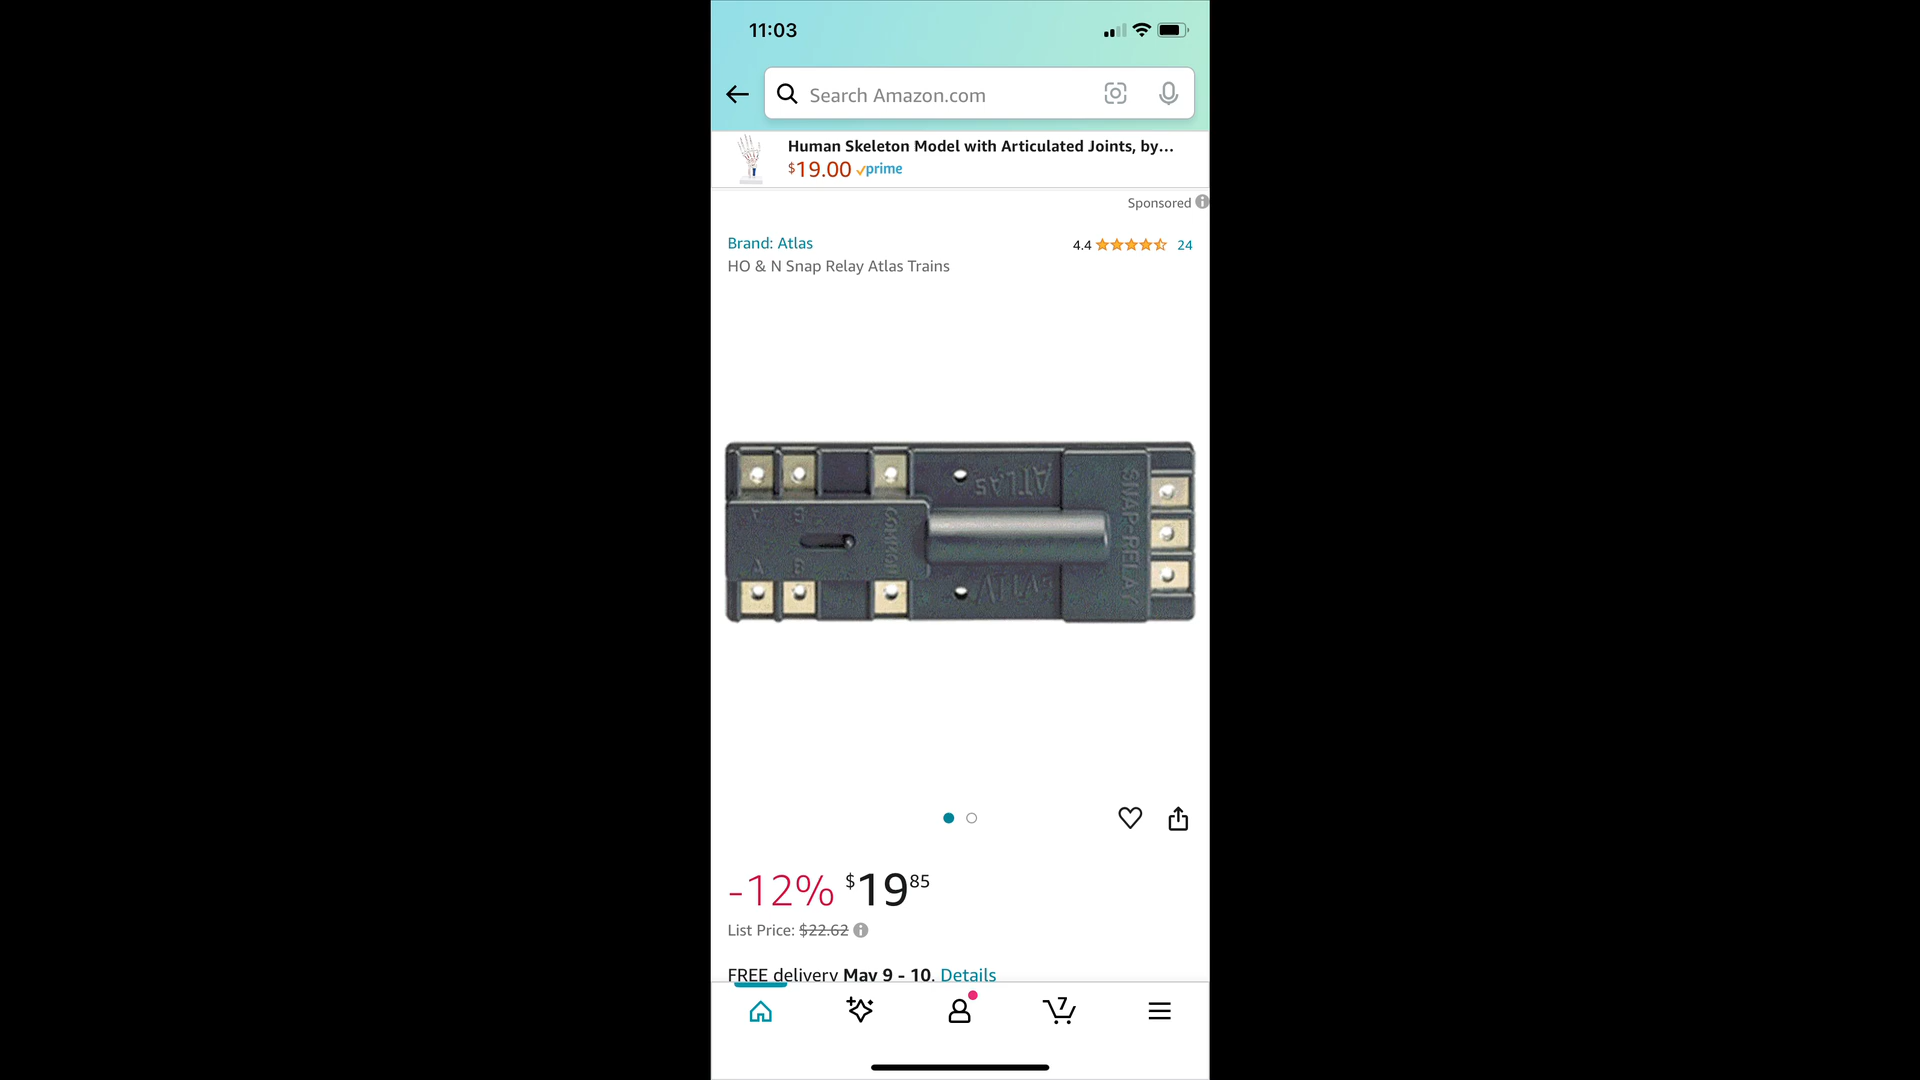 11:03
Search Amazon.com
Human Skeleton Model with Articulated Joints, by...
$19.00 prime
Sponsored
Brand: Atlas
4.4 24
HO & N Snap Relay Atlas Trains
ATLAS
SNAP-RELAY
A B COMMON
A B
ATLAS
-12% $19 85
List Price: $22.62
FREE delivery May 9 - 10. Details
7